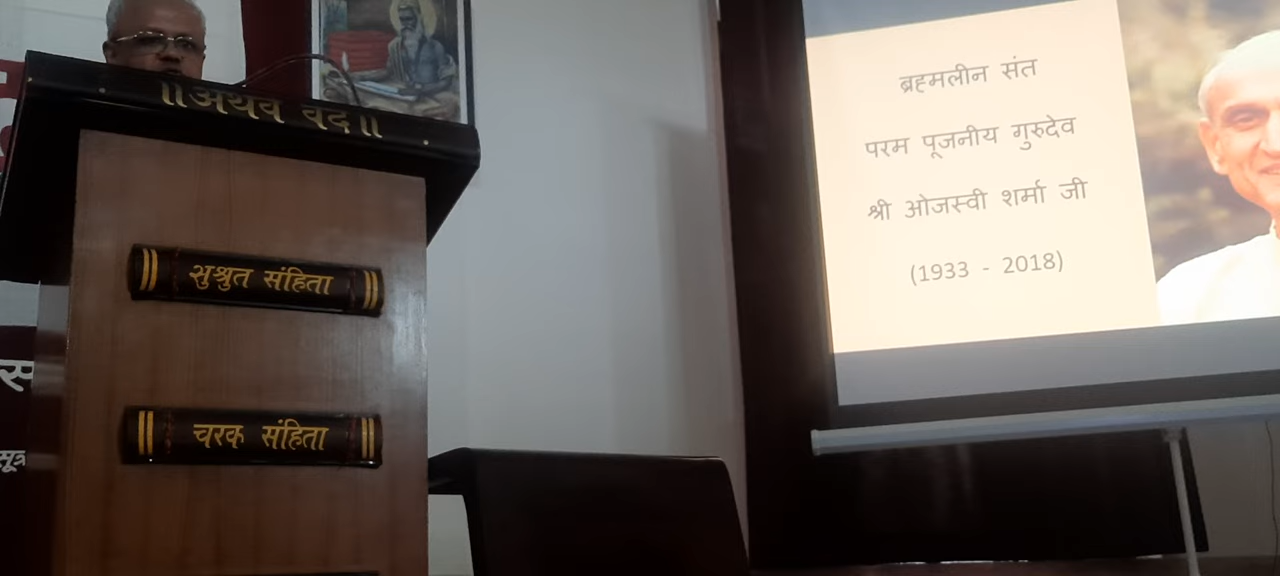 ॥अथर्व वेद॥
सुश्रुत संहिता
चरक संहिता
ब्रह्मलीन संत
परम पूजनीय गुरुदेव
श्री ओजस्वी शर्मा जी
(1933 - 2018)
सूत्र